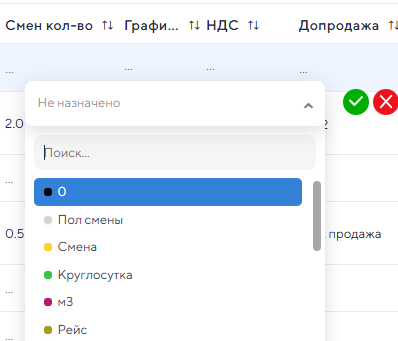 Смен кол-во Графи... НДС Допродажа
... ... ... ...
Не назначено
2.0 2
Поиск...
...
0
Пол смены
0.5 продажа
Смена
Круглосутка
...
м3
Рейс
...